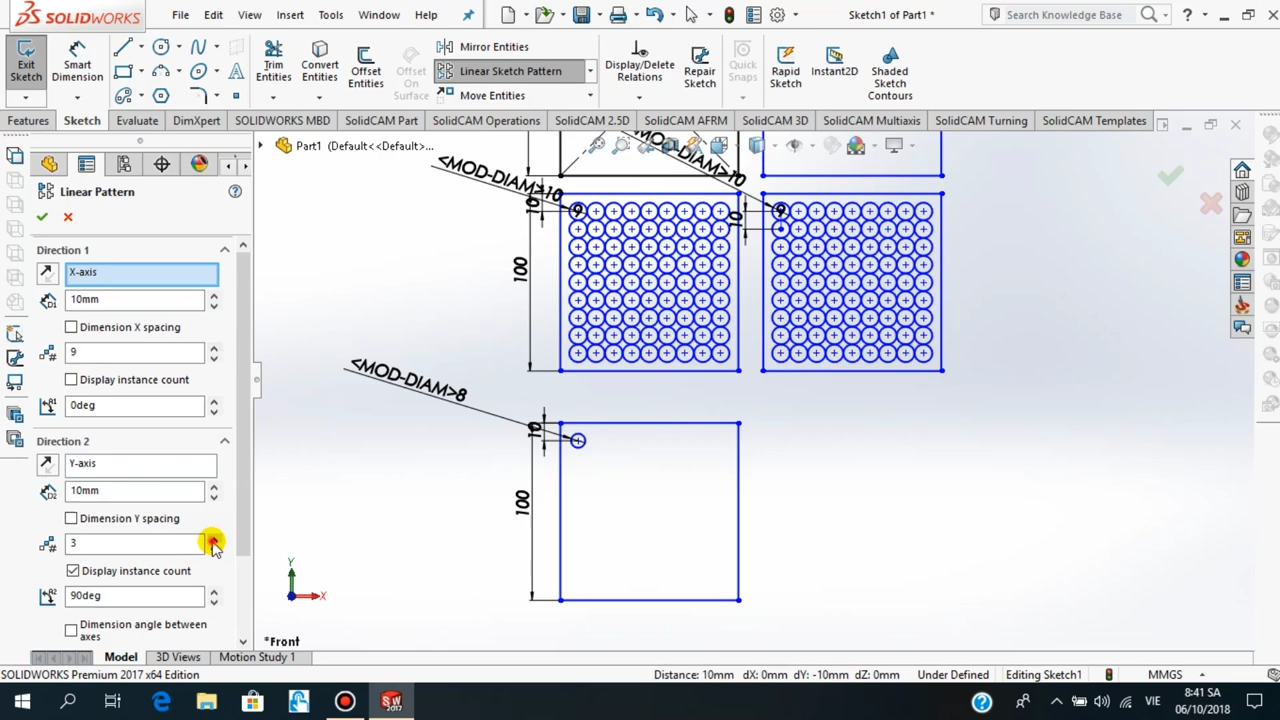 SOLIDWORKS File Edit View Insert Tools Window Help Sketch1 of Part1 * Search Knowledge Base ?
Exit Sketch Smart Dimension Trim Entities Convert Entities Offset Entities Offset On Surface Mirror Entities Linear Sketch Pattern Move Entities Display/Delete Relations Repair Sketch Quick Snaps Rapid Sketch Instant2D Shaded Sketch Contours
Features Sketch Evaluate DimXpert SOLIDWORKS MBD SolidCAM Part SolidCAM Operations SolidCAM 2.5D SolidCAM AFRM SolidCAM 3D SolidCAM Multiaxis SolidCAM Turning SolidCAM Templates
Part1 (Default<<Default>...
Linear Pattern ?
Direction 1
X-axis
10mm
Dimension X spacing
9
Display instance count
0deg
Direction 2
Y-axis
10mm
Dimension Y spacing
3
Display instance count
90deg
Dimension angle between axes
<MOD-DIAM>10
<MOD-DIAM>10
10
10
100
<MOD-DIAM>8
10
100
Y
X
*Front
Model 3D Views Motion Study 1
SOLIDWORKS Premium 2017 x64 Edition Distance: 10mm dX: 0mm dY: -10mm dZ: 0mm Under Defined Editing Sketch1 MMGS
VIE 8:41 SA
06/10/2018